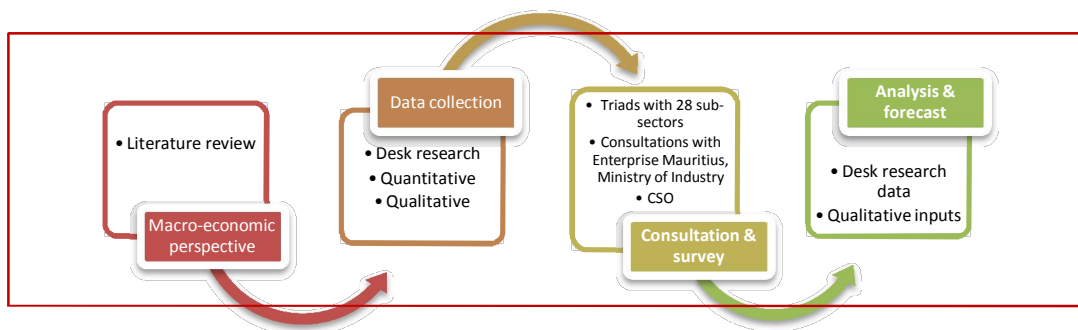 • Literature review
Macro-economic
perspective
Data collection
• Desk research
• Quantitative
• Qualitative
• Triads with 28 sub-
sectors
• Consultations with
Enterprise Mauritius,
Ministry of Industry
• CSO
Consultation &
survey
Analysis &
forecast
• Desk research
data
• Qualitative inputs